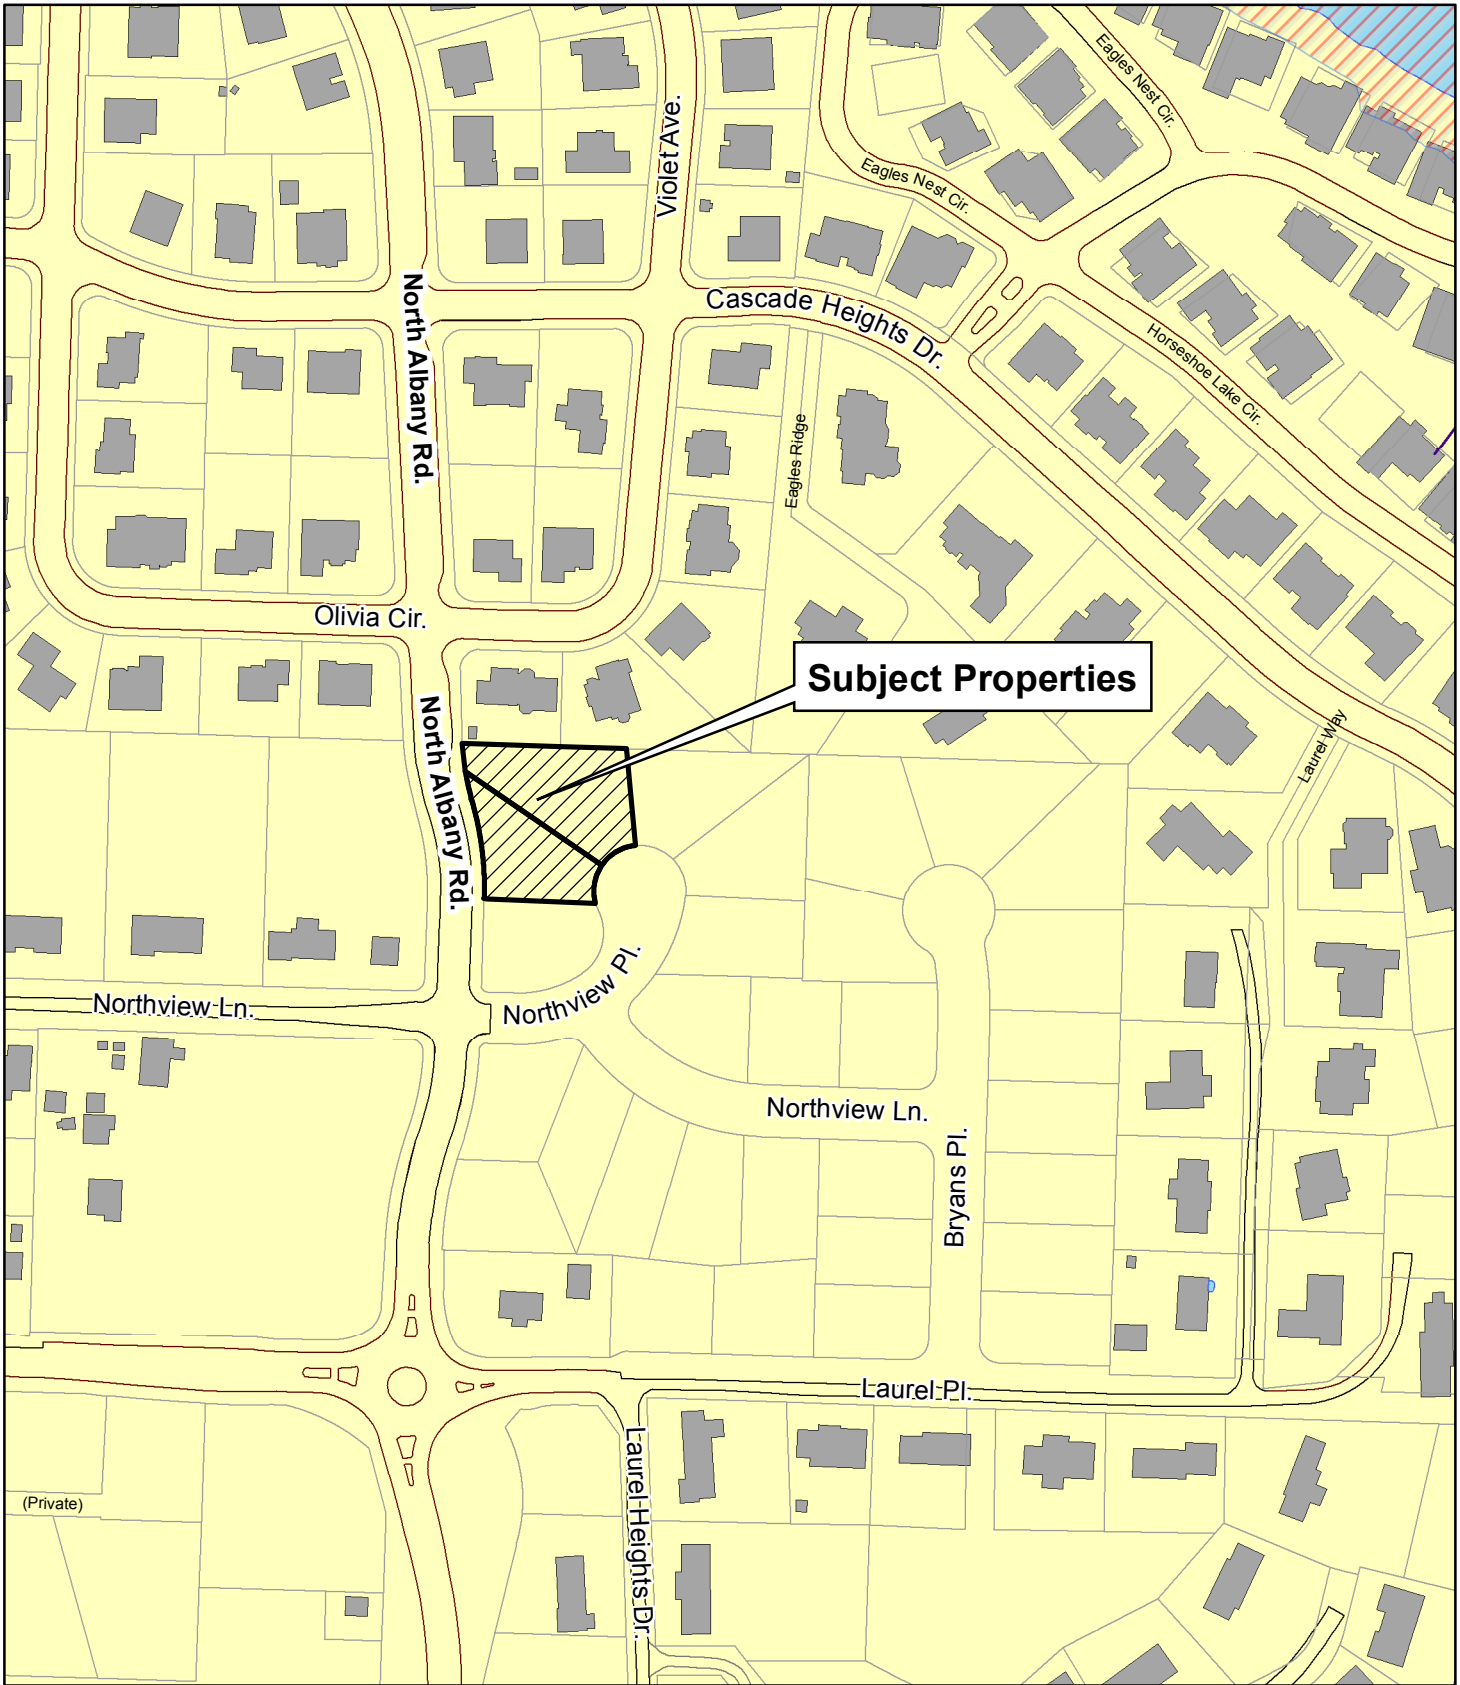 Eagles Nest Cir.
Violet Ave.
Eagles Nest Cir.
North Albany Rd.
Cascade Heights Dr.
Horseshoe Lake Cir.
Eagles Ridge
Olivia Cir.
Subject Properties
North Albany Rd.
Laurel Way
Northview Pl.
Northview Ln.
Northview Ln.
Bryans Pl.
Laurel Pl.
Laurel Heights Dr.
(Private)